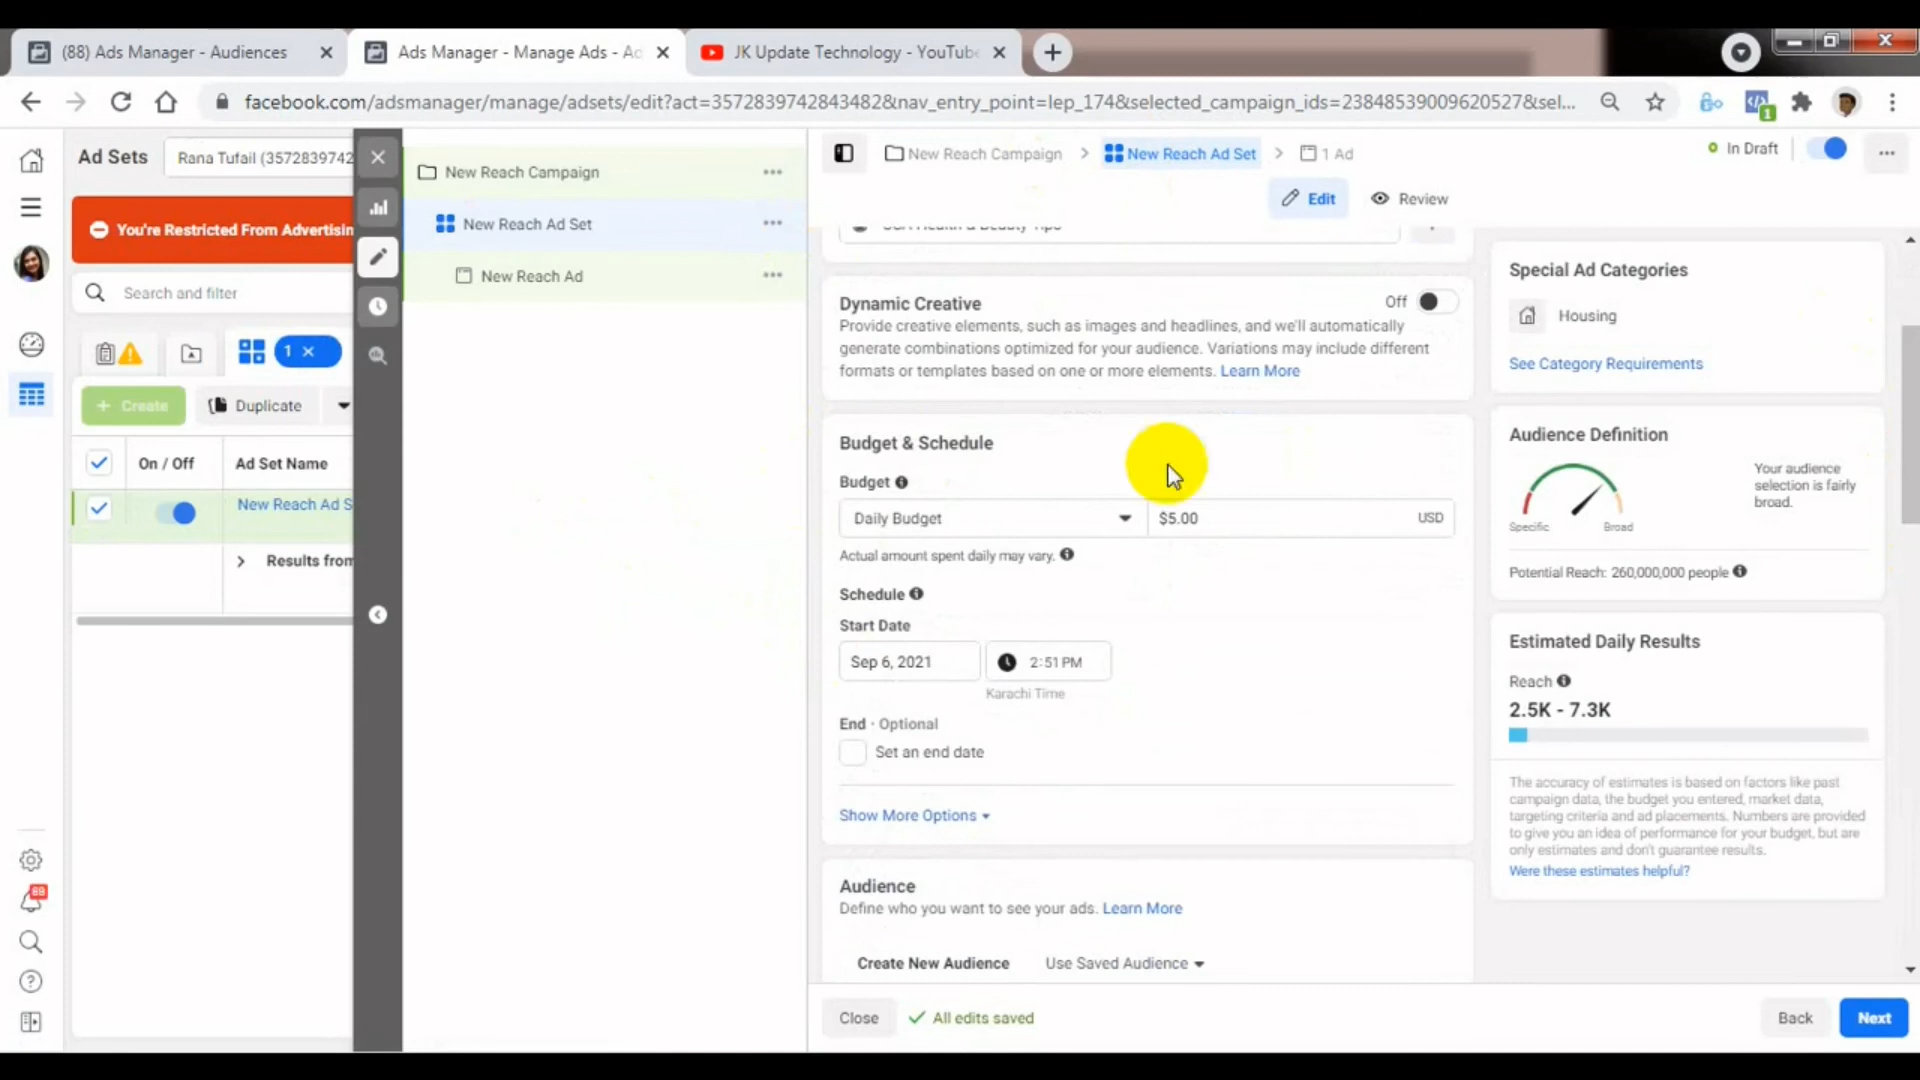 (88) Ads Manager - Audiences
Ads Manager - Manage Ads - Ad
JK Update Technology - YouTube
facebook.com/adsmanager/manage/adsets/edit?act=3572839742843482&nav_entry_point=lep_174&selected_campaign_ids=23848539009620527&sel...
1
Ad Sets
Rana Tufail (3572839742
You're Restricted From Advertisin
Search and filter
1
+ Create
Duplicate
On / Off
Ad Set Name
New Reach Ad S
Results from
88
New Reach Campaign
New Reach Ad Set
New Reach Ad
New Reach Campaign
New Reach Ad Set
1 Ad
In Draft
Edit
Review
Health & Beauty Tips
Dynamic Creative
Off
Provide creative elements, such as images and headlines, and we'll automatically
generate combinations optimized for your audience. Variations may include different
formats or templates based on one or more elements. Learn More
Budget & Schedule
Budget
Daily Budget
$5.00
USD
Actual amount spent daily may vary.
Schedule
Start Date
Sep 6, 2021
2:51 PM
Karachi Time
End · Optional
Set an end date
Show More Options
Audience
Define who you want to see your ads. Learn More
Create New Audience
Use Saved Audience
Close
All edits saved
Back
Next
Special Ad Categories
Housing
See Category Requirements
Audience Definition
Your audience
selection is fairly
broad.
Specific
Broad
Potential Reach: 260,000,000 people
Estimated Daily Results
Reach
2.5K - 7.3K
The accuracy of estimates is based on factors like past
campaign data, the budget you entered, market data,
targeting criteria and ad placements. Numbers are provided
to give you an idea of performance for your budget, but are
only estimates and don't guarantee results.
Were these estimates helpful?